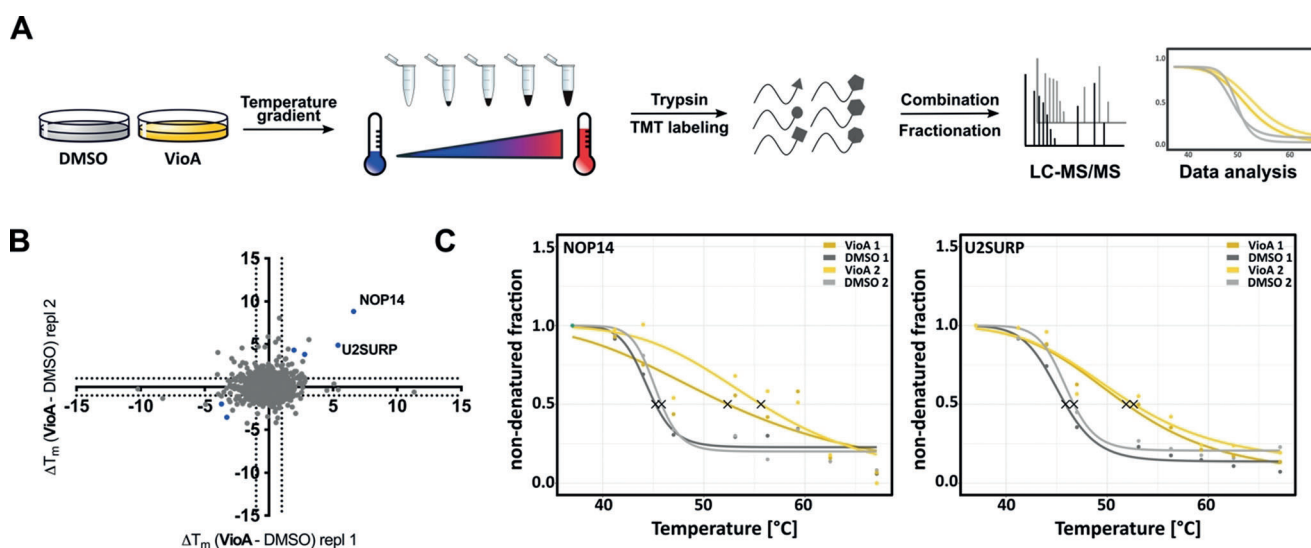 A
DMSO
VioA
Temperature
gradient
Trypsin
TMT labeling
Combination
Fractionation
LC-MS/MS
1.0
0.5
0.0
40
50
60
Data analysis
B
ΔTm (VioA - DMSO) repl 2
15
10
5
-5
-10
-15
-15
-10
-5
5
10
15
NOP14
U2SURP
ΔTm (VioA - DMSO) repl 1
C
NOP14
VioA 1
DMSO 1
VioA 2
DMSO 2
non-denatured fraction
1.5
1.0
0.5
0.0
40
50
60
Temperature [°C]
U2SURP
VioA 1
DMSO 1
VioA 2
DMSO 2
non-denatured fraction
1.5
1.0
0.5
0.0
40
50
60
Temperature [°C]